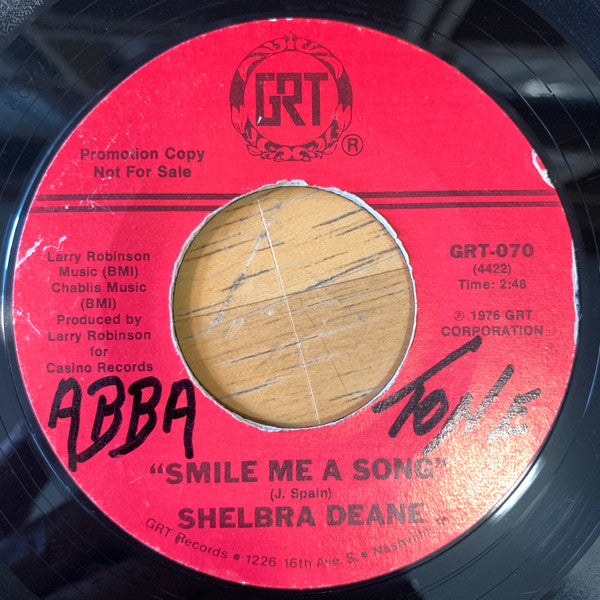 GRT
®
Promotion Copy
Not For Sale
Larry Robinson
Music (BMI)
Chablis Music
(BMI)
Produced by
Larry Robinson
for
Casino Records
GRT-070
(4422)
Time: 2:48
℗ 1976 GRT
CORPORATION
ABBA
TONE
"SMILE ME A SONG"
(J. Spain)
SHELBRA DEANE
GRT Records • 1226 16th Ave. S. • Nashville,